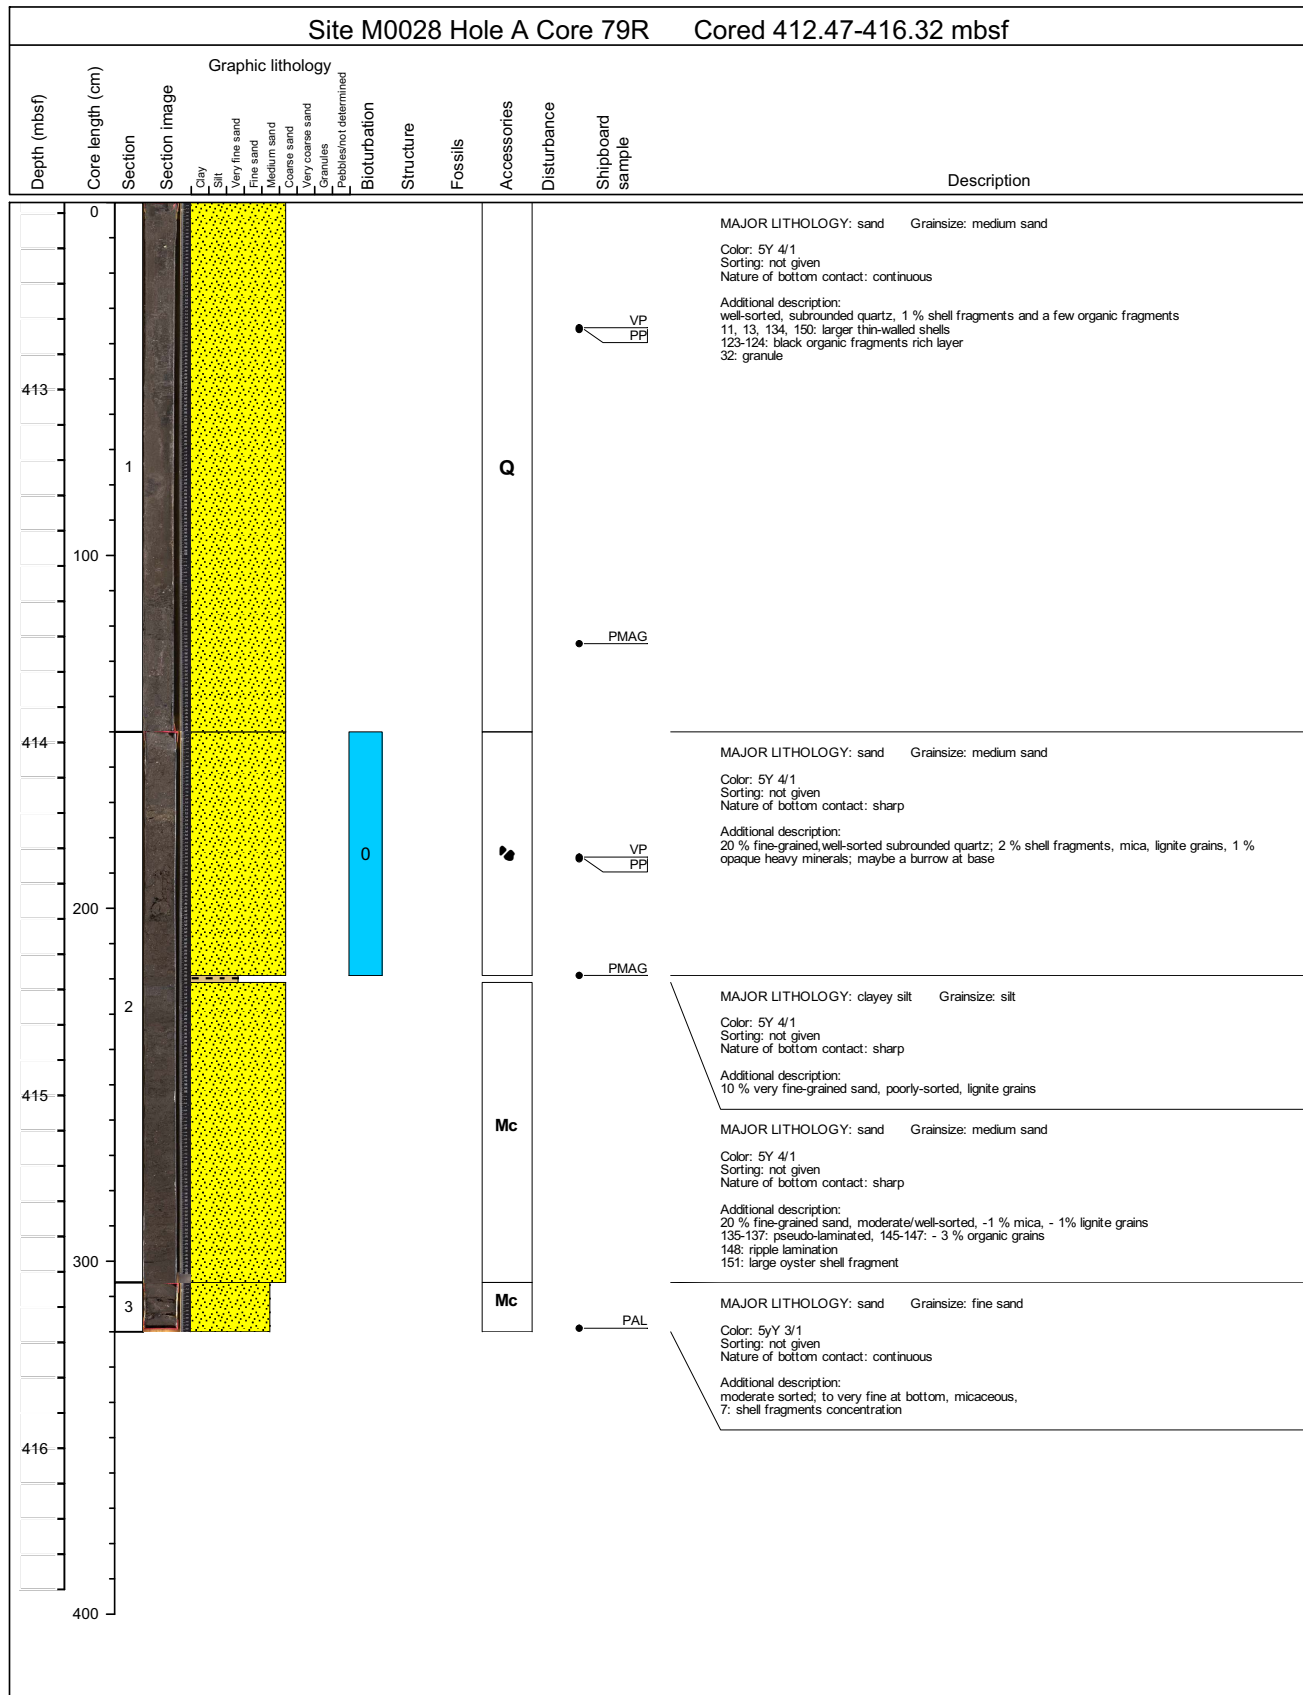 Site M0028 Hole A Core 79R Cored 412.47-416.32 mbsf
Depth (mbsf)
Core length (cm)
Section
Section image
Graphic lithology
Clay
Silt
Very fine sand
Fine sand
Medium sand
Coarse sand
Very coarse sand
Granules
Pebbles/not determined
Bioturbation
Structure
Fossils
Accessories
Disturbance
Shipboard
sample
Description
0
MAJOR LITHOLOGY: sand Grainsize: medium sand
Color: 5Y 4/1
Sorting: not given
Nature of bottom contact: continuous
Additional description:
well-sorted, subrounded quartz, 1 % shell fragments and a few organic fragments
11, 13, 134, 150: larger thin-walled shells
123-124: black organic fragments rich layer
32: granule
VP
PP
413
1
Q
100
PMAG
414
MAJOR LITHOLOGY: sand Grainsize: medium sand
Color: 5Y 4/1
Sorting: not given
Nature of bottom contact: sharp
Additional description:
20 % fine-grained,well-sorted subrounded quartz; 2 % shell fragments, mica, lignite grains, 1 %
opaque heavy minerals; maybe a burrow at base
0
VP
PP
200
PMAG
2
MAJOR LITHOLOGY: clayey silt Grainsize: silt
Color: 5Y 4/1
Sorting: not given
Nature of bottom contact: sharp
Additional description:
10 % very fine-grained sand, poorly-sorted, lignite grains
415
Mc
MAJOR LITHOLOGY: sand Grainsize: medium sand
Color: 5Y 4/1
Sorting: not given
Nature of bottom contact: sharp
Additional description:
20 % fine-grained sand, moderate/well-sorted, -1 % mica, - 1% lignite grains
135-137: pseudo-laminated, 145-147: - 3 % organic grains
148: ripple lamination
151: large oyster shell fragment
300
3
Mc
MAJOR LITHOLOGY: sand Grainsize: fine sand
Color: 5yY 3/1
Sorting: not given
Nature of bottom contact: continuous
Additional description:
moderate sorted; to very fine at bottom, micaceous,
7: shell fragments concentration
PAL
416
400